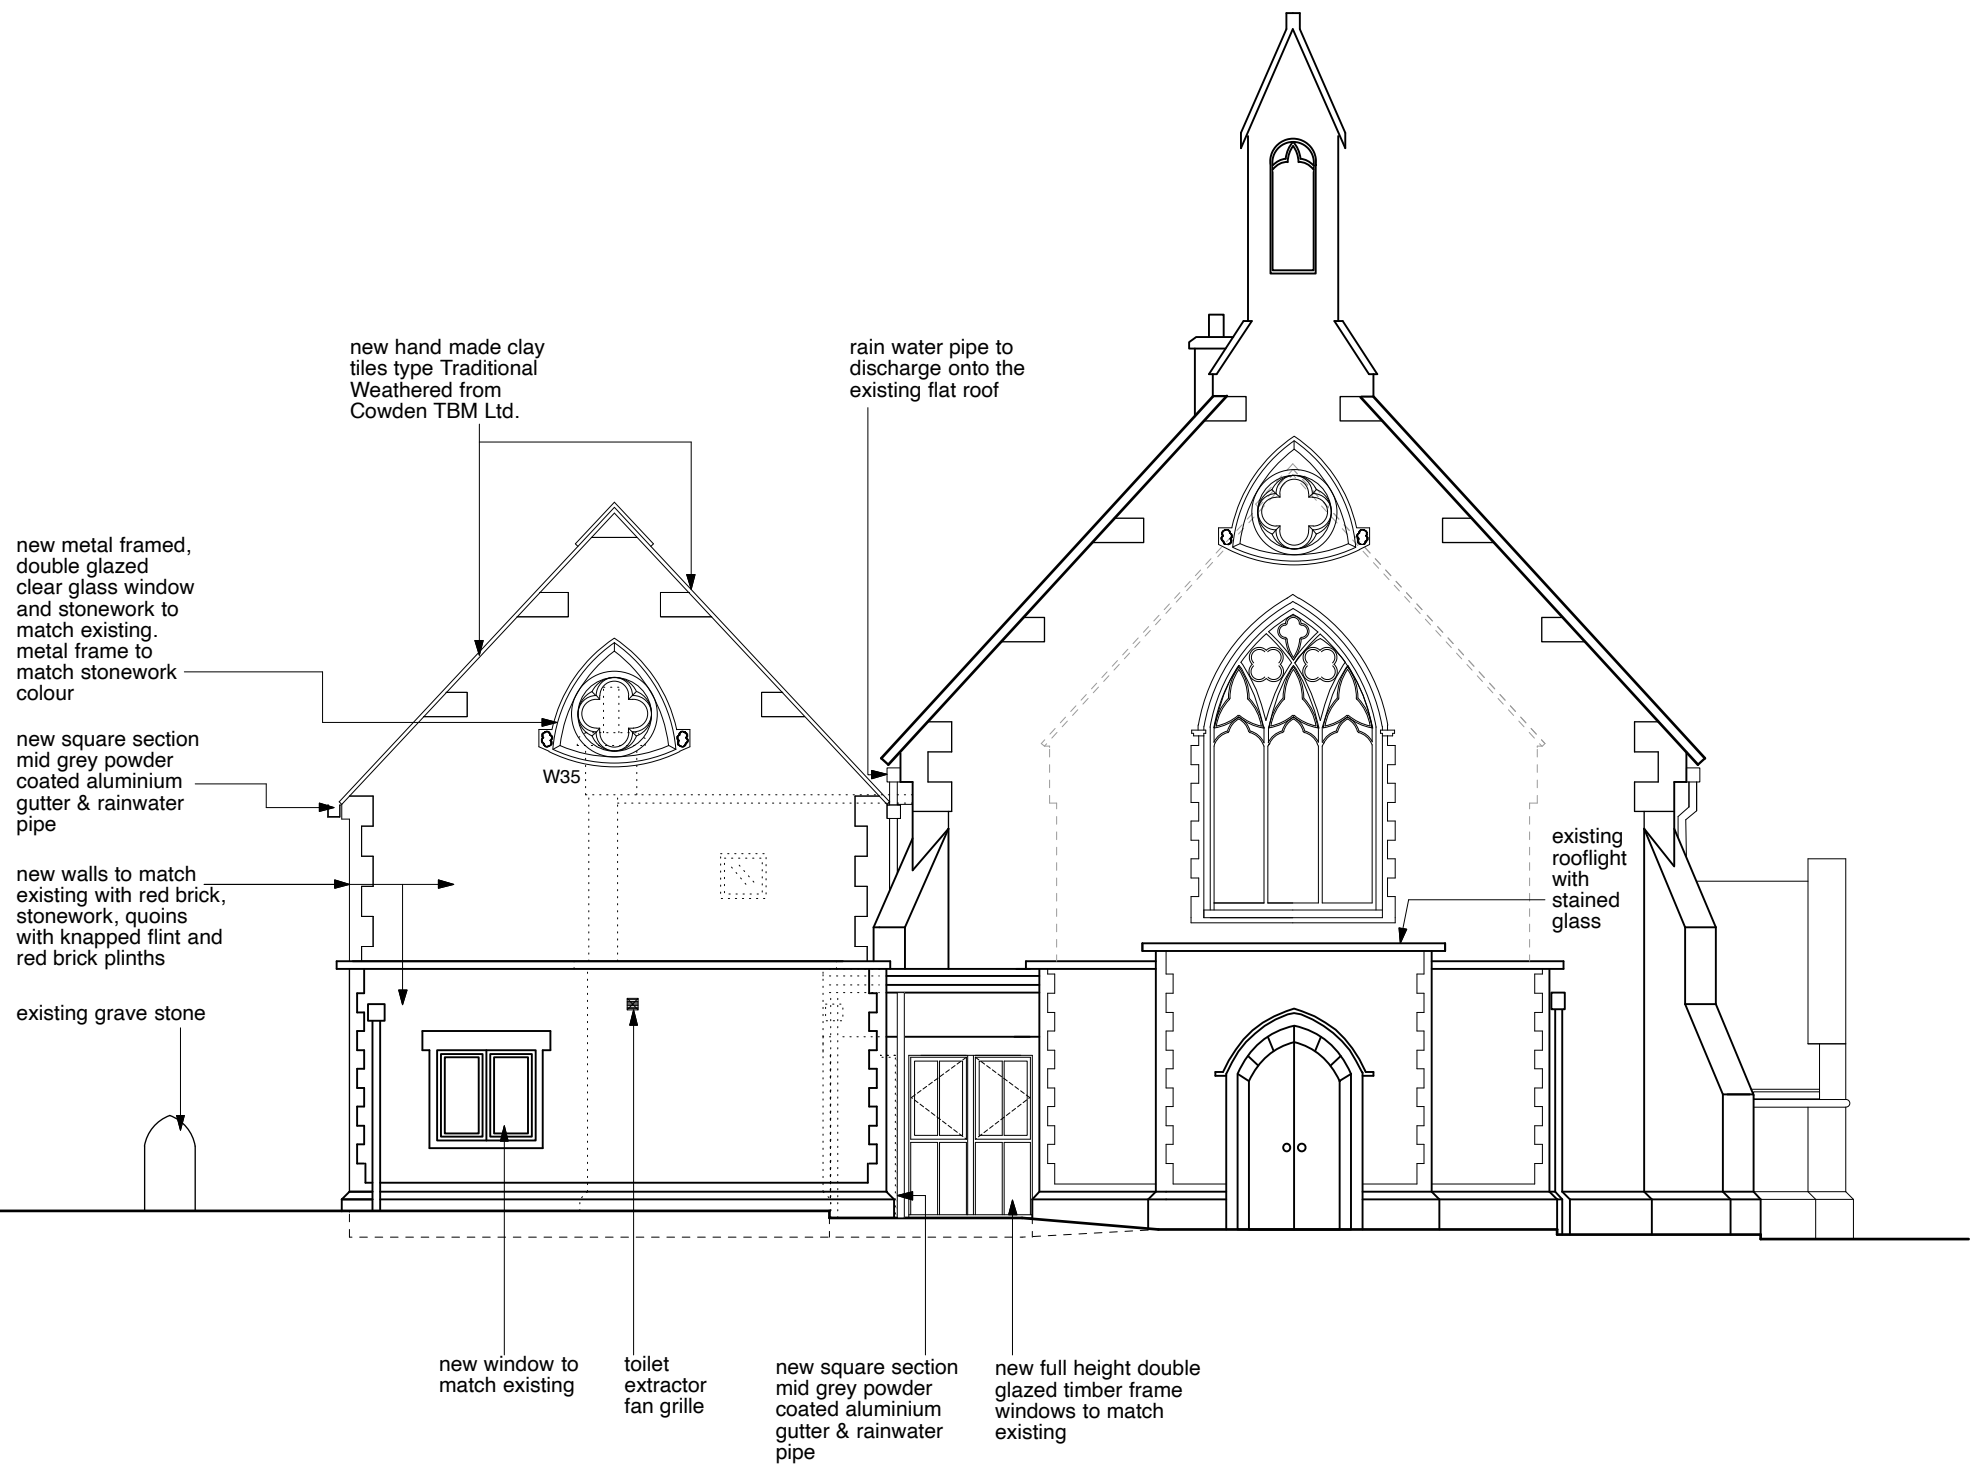 new hand made clay
tiles type Traditional
Weathered from
Cowden TBM Ltd.
rain water pipe to
discharge onto the
existing flat roof
new metal framed,
double glazed
clear glass window
and stonework to
match existing.
metal frame to
match stonework
colour
new square section
mid grey powder
coated aluminium
gutter & rainwater
pipe
W35
new walls to match
existing with red brick,
stonework, quoins
with knapped flint and
red brick plinths
existing
rooflight
with
stained
glass
existing grave stone
new window to
match existing
toilet
extractor
fan grille
new square section
mid grey powder
coated aluminium
gutter & rainwater
pipe
new full height double
glazed timber frame
windows to match
existing